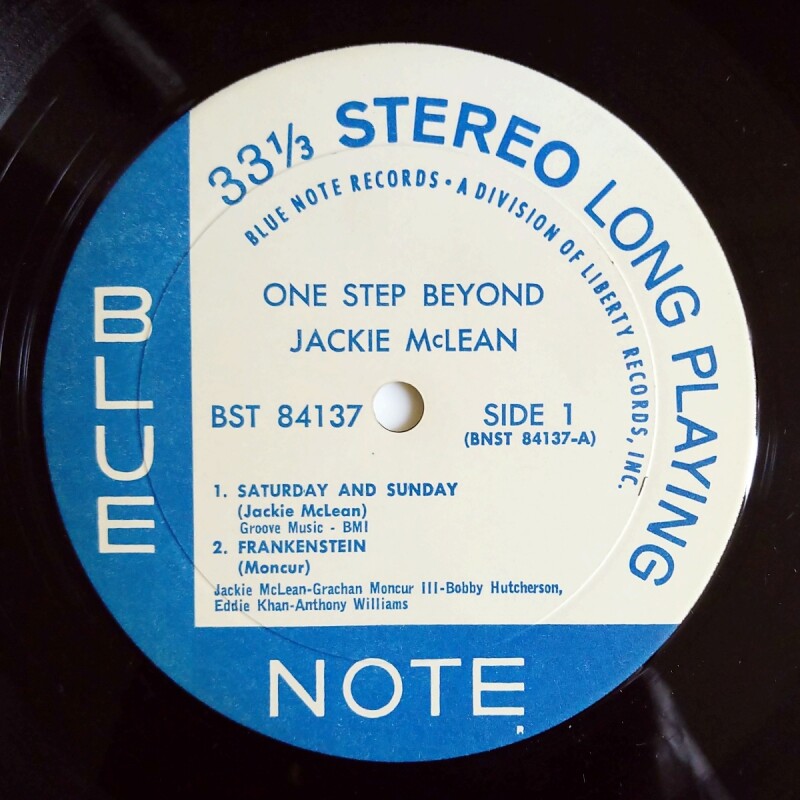 33⅓ STEREO LONG PLAYING
BLUE NOTE RECORDS • A DIVISION OF LIBERTY RECORDS, INC.
ONE STEP BEYOND
JACKIE McLEAN
BST 84137 SIDE 1
(BNST 84137-A)
1. SATURDAY AND SUNDAY
(Jackie McLean)
Groove Music - BMI
2. FRANKENSTEIN
(Moncur)
Jackie McLean-Grachan Moncur III-Bobby Hutcherson,
Eddie Khan-Anthony Williams
BLUE
NOTE
R